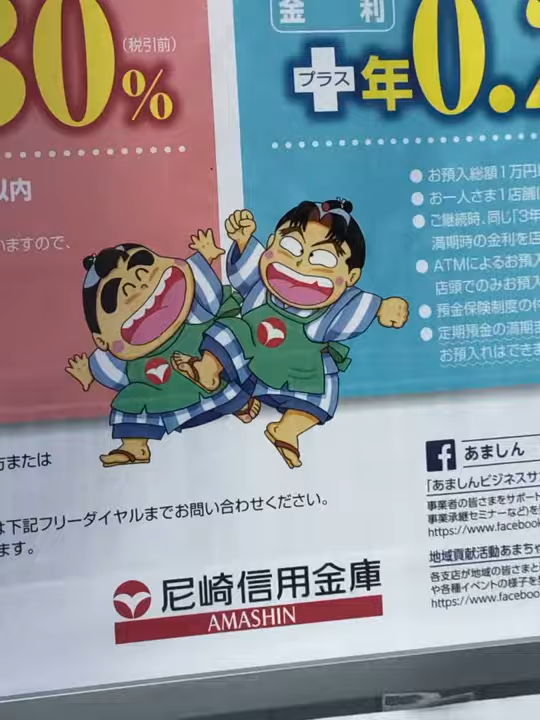 金利
プラス
年0.2
30%
(税引前)
以内
いますので、
お預入総額1万円
お一人さま1店舗
ご継続時、同じ「3年
満期時の金利を店
ATMによるお預入
店頭でのみお預入
預金保険制度の
定期預金の満期ま
お預入れはでき
または
は下記フリーダイヤルまでお問い合わせください。
ます。
あましん
「あましんビジネスサ
事業者の皆さまをサポート
事業承継セミナーなど)を
https://www.facebook
地域貢献活動あまちゃ
各支店が地域の皆さまと
や各種イベントの様子を
https://www.facebook
尼崎信用金庫
AMASHIN